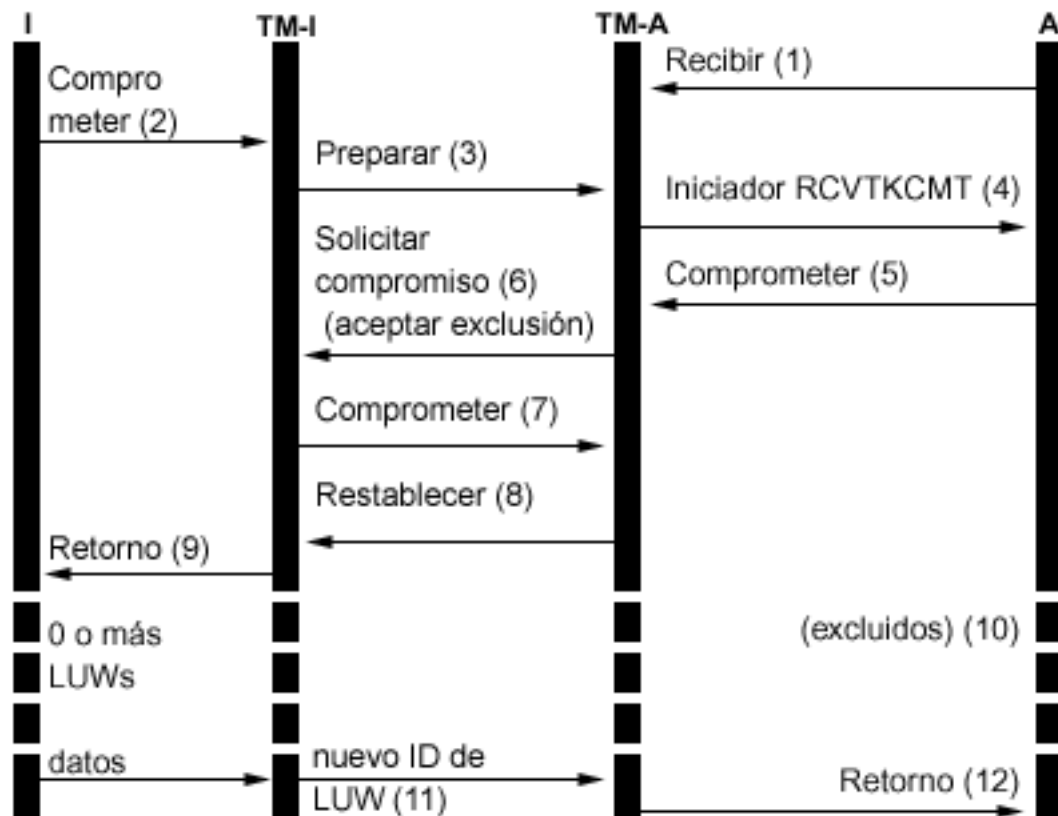 I
TM-I
TM-A
A
Recibir (1)
Compro
meter (2)
Preparar (3)
Iniciador RCVTKCMT (4)
Solicitar
compromiso (6)
(aceptar exclusión)
Comprometer (5)
Comprometer (7)
Restablecer (8)
Retorno (9)
0 o más
LUWs
(excluidos) (10)
datos
nuevo ID de
LUW (11)
Retorno (12)